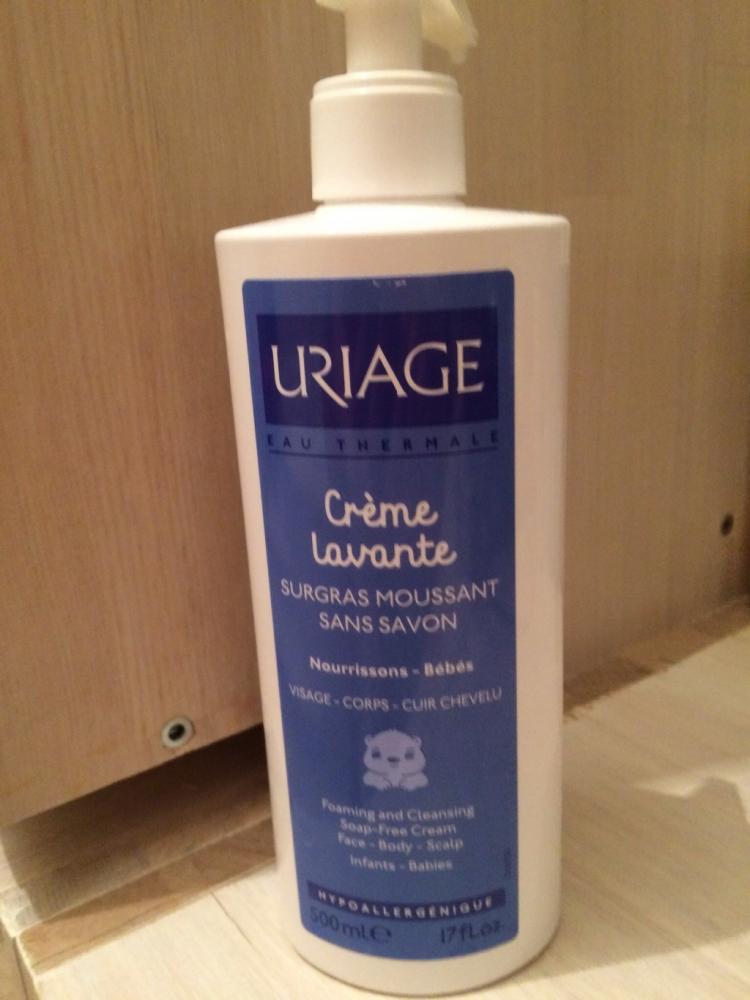 URIAGE
EAU THERMALE
Crème
lavante
SURGRAS MOUSSANT
SANS SAVON
Nourrissons - Bébés
VISAGE - CORPS - CUIR CHEVELU
Foaming and Cleansing
Soap-Free Cream
Face - Body - Scalp
Infants - Babies
HYPOALLERGÉNIQUE
500 ml ℮ 17 fl.oz.